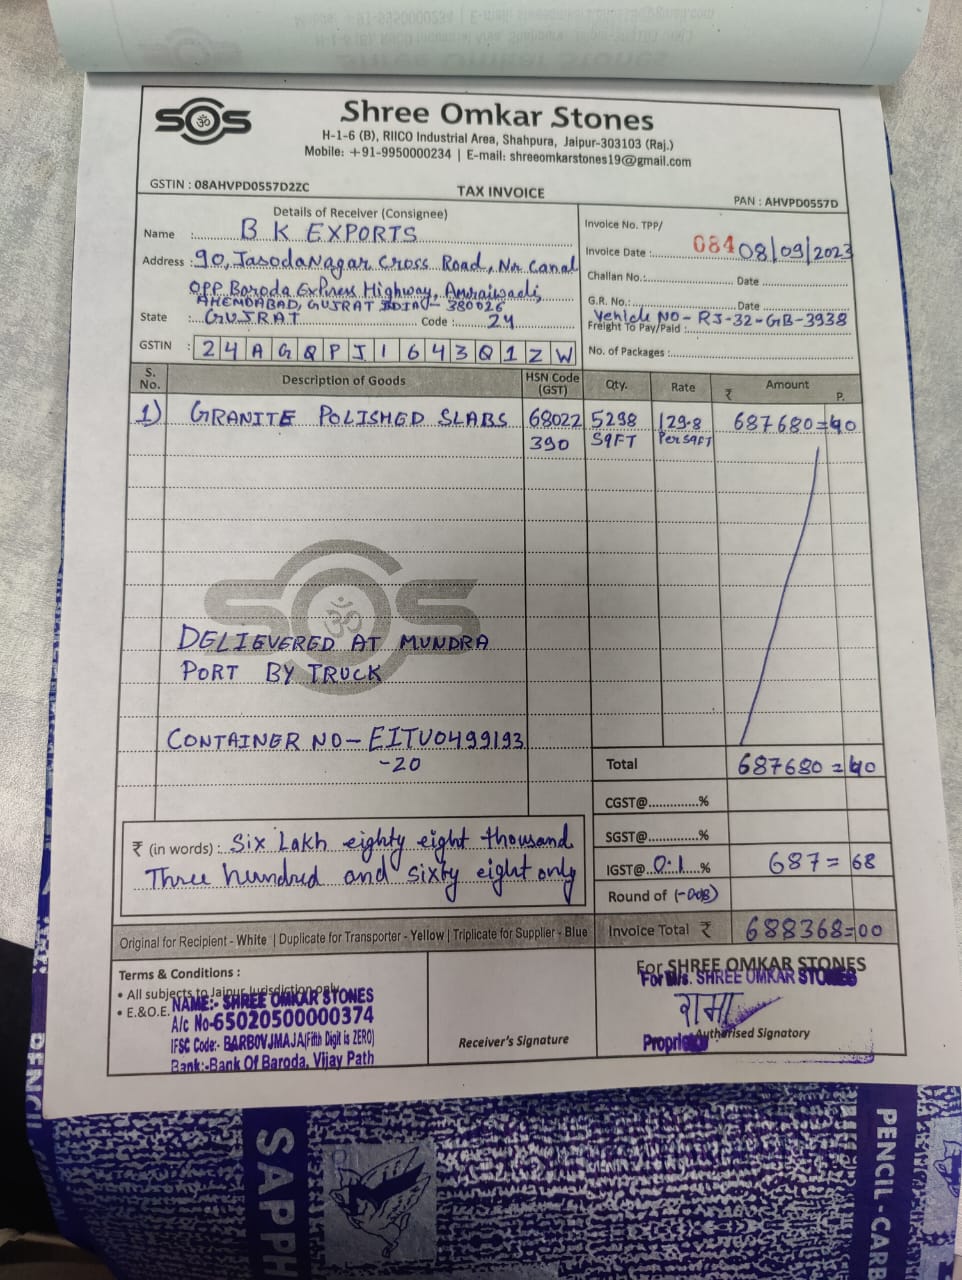 SOS
Shree Omkar Stones
H-1-6 (B), RIICO Industrial Area, Shahpura, Jaipur-303103 (Raj.)
Mobile: +91-9950000234 | E-mail: shreeomkarstones19@gmail.com
GSTIN : 08AHVPD0557D2ZC
TAX INVOICE
PAN : AHVPD0557D
Details of Receiver (Consignee)
Name : B K EXPORTS
Address : 90, Jasodanagar Cross Road, Nr Canal
OPP Baroda Express Highway, Amraiwadi,
AHEMDABAD, GUJRAT INDIA - 380026
State : GUJRAT Code : 24
GSTIN : 24AGQPJ1643Q1ZW
Invoice No. TPP/ 084
Invoice Date : 08/09/2023
Challan No.: Date
G.R. No.: Date
Vehicle NO - RJ-32-GB-3938
Freight To Pay/Paid :
No. of Packages :
S. No. Description of Goods HSN Code (GST) Qty. Rate ₹ Amount P.
1) GRANITE POLISHED SLABS 68022 5298 129.8 687680=40
390 SQFT Per SQFT
SOS
DELIEVERED AT MUNDRA
PORT BY TRUCK
CONTAINER NO - EITU0499193
-20
Total 687680=40
CGST@.............%
SGST@.............%
IGST@ 0.1 % 687=68
Round of (-008)
Invoice Total ₹ 688368=00
₹ (in words) : Six Lakh eighty eight thousand
Three hundred and sixty eight only
Original for Recipient - White | Duplicate for Transporter - Yellow | Triplicate for Supplier - Blue
Terms & Conditions :
• All subjects to Jaipur Jurisdiction only
• E.&O.E.
NAME:- SHREE OMKAR STONES
A/c No-65020500000374
IFSC Code:- BARB0VJMAJA(Fifth Digit is ZERO)
Bank:-Bank Of Baroda, Vijay Path
Receiver's Signature
For SHREE OMKAR STONES
For M/s. SHREE OMKAR STONES
रामा
Authorised Signatory
SAPPH
PENCIL-CARB
PENCIL